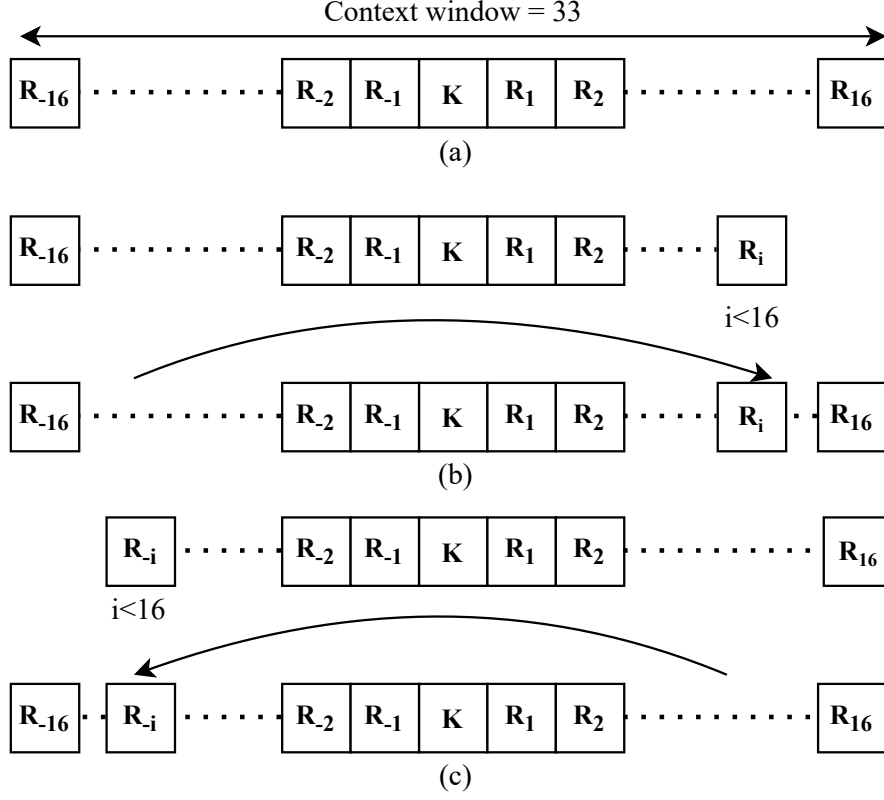 Context window = 33
R-16 R-2 R-1 K R1 R2 R16
(a)
R-16 R-2 R-1 K R1 R2 Ri
i<16
R-16 R-2 R-1 K R1 R2 Ri R16
(b)
R-i R-2 R-1 K R1 R2 R16
i<16
R-16 R-i R-2 R-1 K R1 R2 R16
(c)